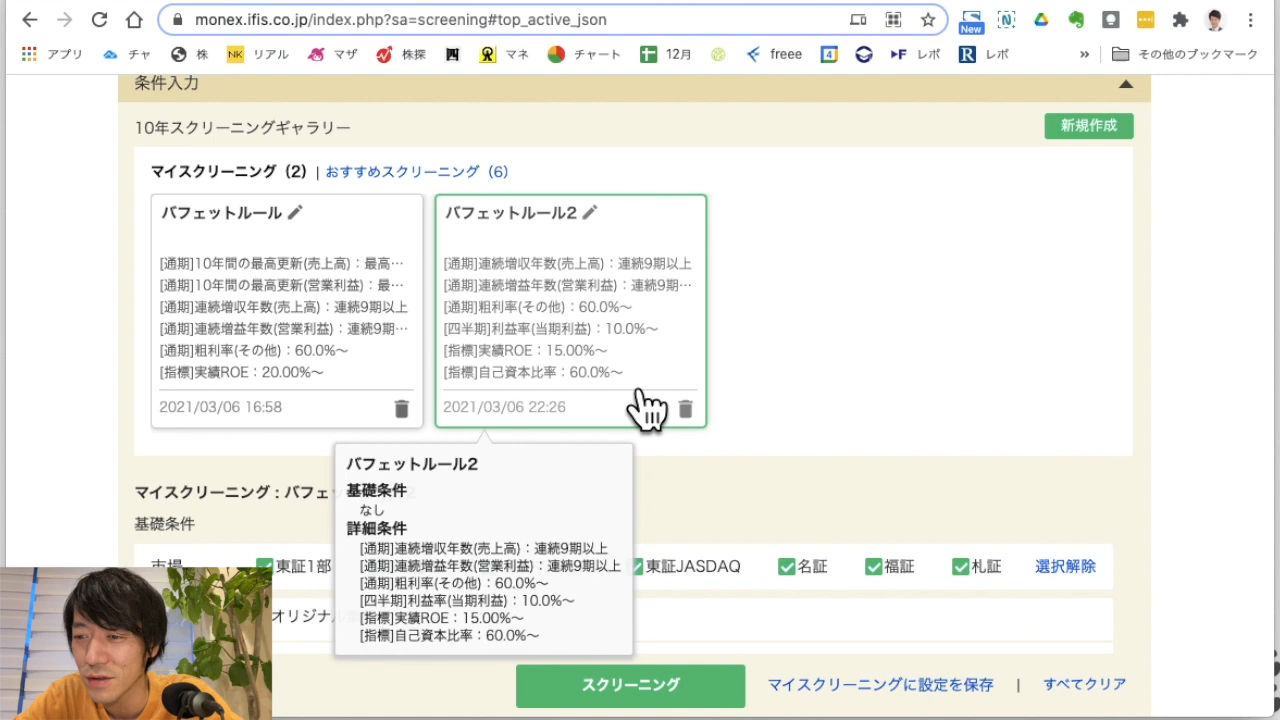 monex.ifis.co.jp/index.php?sa=screening#top_active_json
New
アプリ チャ 株 NK リアル マザ 株探 マネ チャート 12月 freee 4 F レポ R レポ » その他のブックマーク
条件入力
10年スクリーニングギャラリー 新規作成
マイスクリーニング (2) | おすすめスクリーニング (6)
バフェットルール
[通期]10年間の最高更新(売上高)：最高…
[通期]10年間の最高更新(営業利益)：最…
[通期]連続増収年数(売上高)：連続9期以上
[通期]連続増益年数(営業利益)：連続9期…
[通期]粗利率(その他)：60.0%〜
[指標]実績ROE：20.00%〜
2021/03/06 16:58
バフェットルール2
[通期]連続増収年数(売上高)：連続9期以上
[通期]連続増益年数(営業利益)：連続9期…
[通期]粗利率(その他)：60.0%〜
[四半期]利益率(当期利益)：10.0%〜
[指標]実績ROE：15.00%〜
[指標]自己資本比率：60.0%〜
2021/03/06 22:26
バフェットルール2
基礎条件
なし
詳細条件
[通期]連続増収年数(売上高)：連続9期以上
[通期]連続増益年数(営業利益)：連続9期以上
[通期]粗利率(その他)：60.0%〜
[四半期]利益率(当期利益)：10.0%〜
[指標]実績ROE：15.00%〜
[指標]自己資本比率：60.0%〜
マイスクリーニング : バフェッ
基礎条件
市場 東証1部 東証JASDAQ 名証 福証 札証 選択解除
オリジナル
スクリーニング マイスクリーニングに設定を保存 | すべてクリア